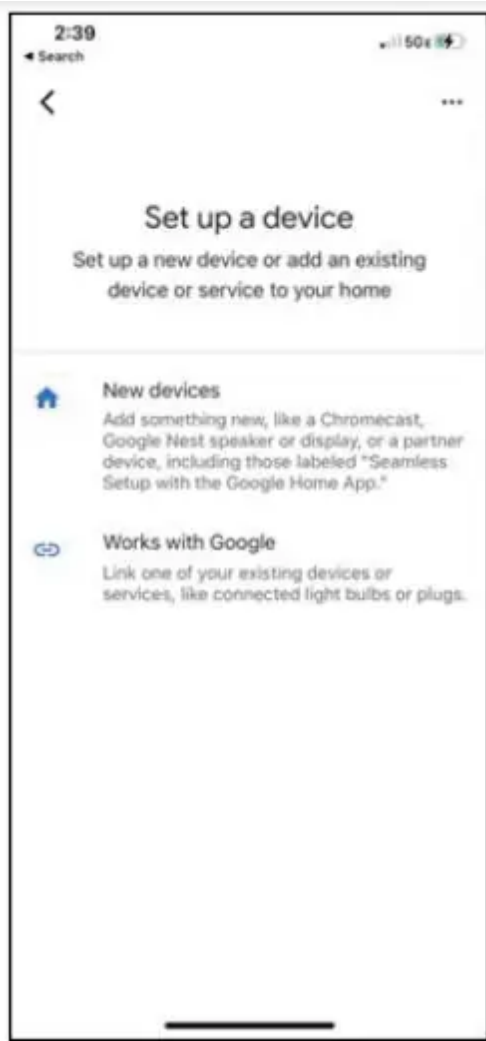 2:39
◀ Search
5GE
Set up a device
Set up a new device or add an existing
device or service to your home
New devices
Add something new, like a Chromecast,
Google Nest speaker or display, or a partner
device, including those labeled "Seamless
Setup with the Google Home App."
Works with Google
Link one of your existing devices or
services, like connected light bulbs or plugs.